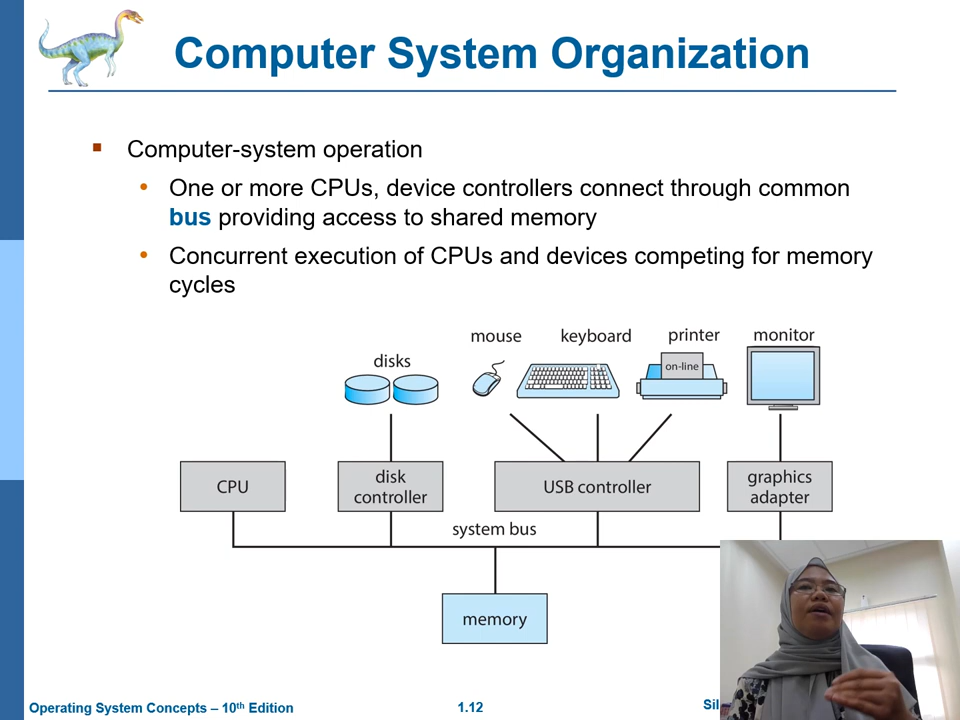 Computer System Organization
Computer-system operation
One or more CPUs, device controllers connect through common
bus providing access to shared memory
Concurrent execution of CPUs and devices competing for memory
cycles
mouse keyboard printer monitor
disks
on-line
CPU
disk
controller
USB controller
graphics
adapter
system bus
memory
Operating System Concepts – 10th Edition
1.12